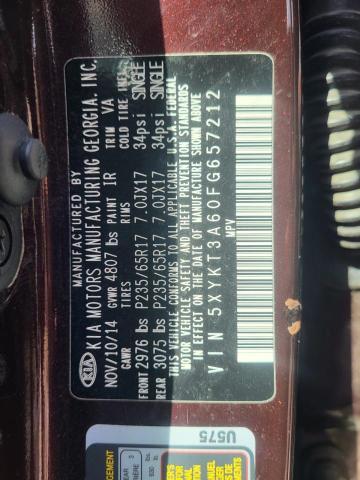 MANUFACTURED BY
KIA MOTORS MANUFACTURING GEORGIA, INC.
NOV/10/14 GVWR 4807 lbs PAINT IR TRIM VA
GAWR TIRES RIMS COLD TIRE
FRONT 2976 lbs P235/65R17 7.0JX17 34psi SINGLE
REAR 3075 lbs P235/65R17 7.0JX17 34psi SINGLE
THIS VEHICLE CONFORMS TO ALL APPLICABLE U.S.A. FEDERAL
MOTOR VEHICLE SAFETY AND THEFT PREVENTION STANDARDS
IN EFFECT ON THE DATE OF MANUFACTURE SHOWN ABOVE
VIN 5XYKT3A60FG657212
MPV
KIA
U575